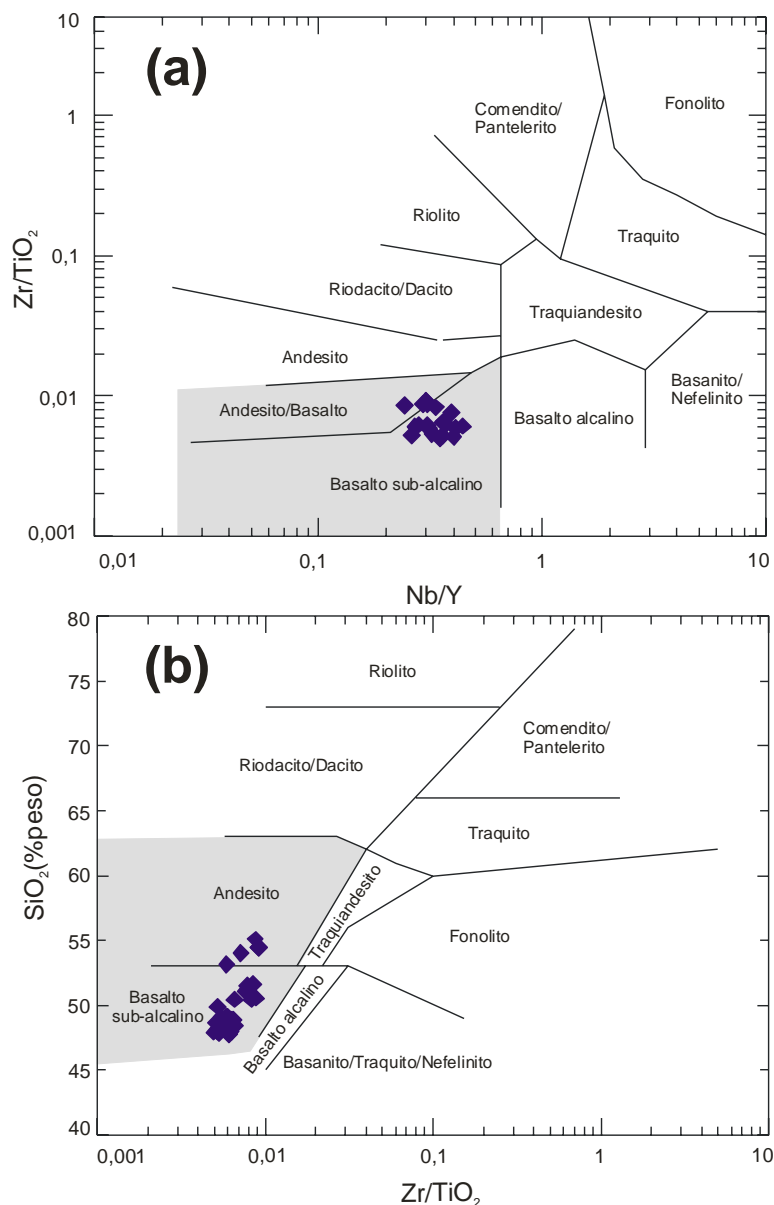 (a)
10
1
0,1
0,01
0,001
Zr/TiO₂
Comendito/
Pantelerito
Fonolito
Riolito
Traquito
Riodacito/Dacito
Traquiandesito
Andesito
Andesito/Basalto
Basanito/
Nefelinito
Basalto alcalino
Basalto sub-alcalino
0,01
0,1
1
10
Nb/Y
(b)
80
75
70
65
60
55
50
45
40
SiO₂(%peso)
Riolito
Comendito/
Pantelerito
Riodacito/Dacito
Traquito
Andesito
Traquiandesito
Fonolito
Basalto
sub-alcalino
Basalto alcalino
Basanito/Traquito/Nefelinito
0,001
0,01
0,1
1
10
Zr/TiO₂